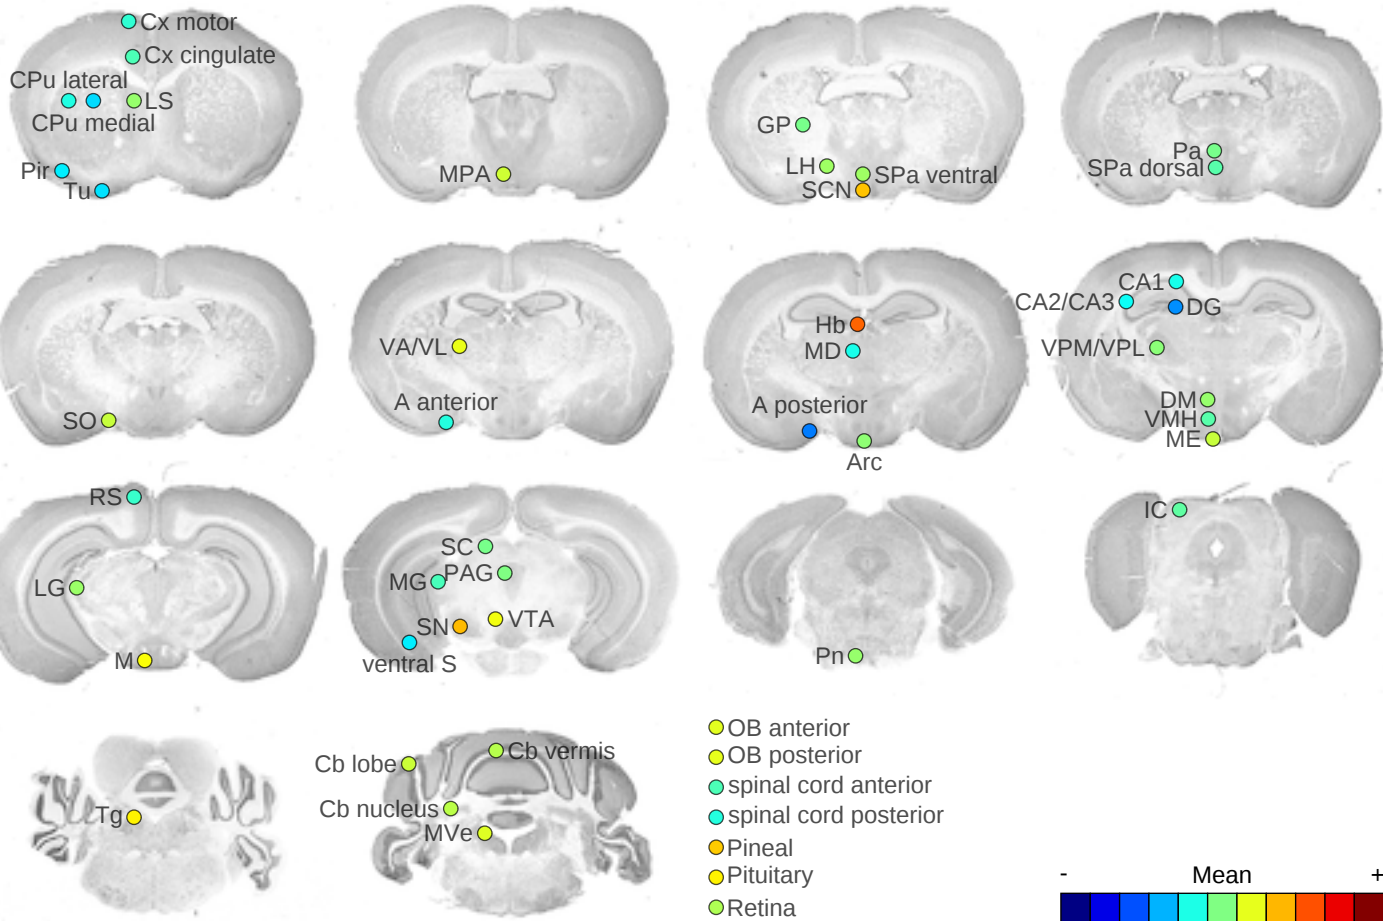 Cx motor
Cx cingulate
CPu lateral
LS
CPu medial
Pir
Tu
MPA
GP
LH
SPa ventral
SCN
Pa
SPa dorsal
SO
VA/VL
A anterior
Hb
MD
A posterior
Arc
CA1
CA2/CA3
DG
VPM/VPL
DM
VMH
ME
RS
LG
M
SC
PAG
MG
SN
VTA
ventral S
Pn
IC
Tg
Cb lobe
Cb vermis
Cb nucleus
MVe
OB anterior
OB posterior
spinal cord anterior
spinal cord posterior
Pineal
Pituitary
Retina
- Mean +